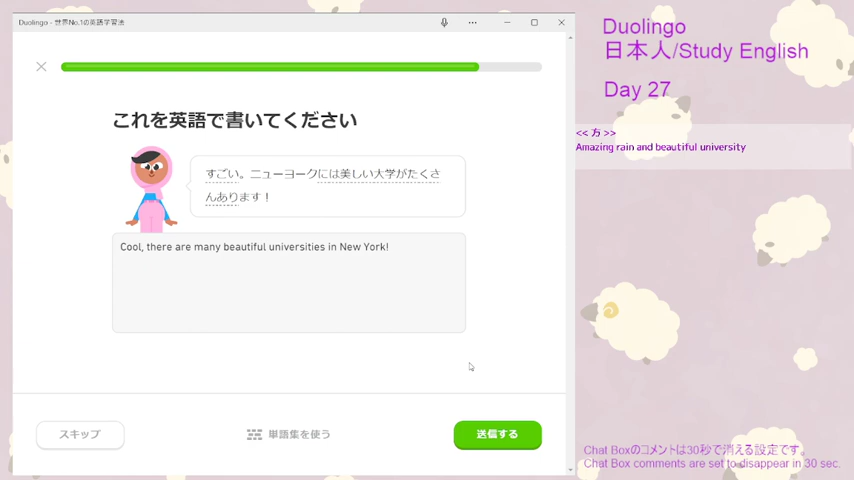 Duolingo - 世界No.1の英語学習法
Duolingo
日本人/Study English
Day 27
これを英語で書いてください
<< 万 >>
Amazing rain and beautiful university
すごい。ニューヨークには美しい大学がたくさ
んあります！
Cool, there are many beautiful universities in New York!
スキップ
単語集を使う
送信する
Chat Boxのコメントは30秒で消える設定です
Chat Box comments are set to disappear in 30 sec.